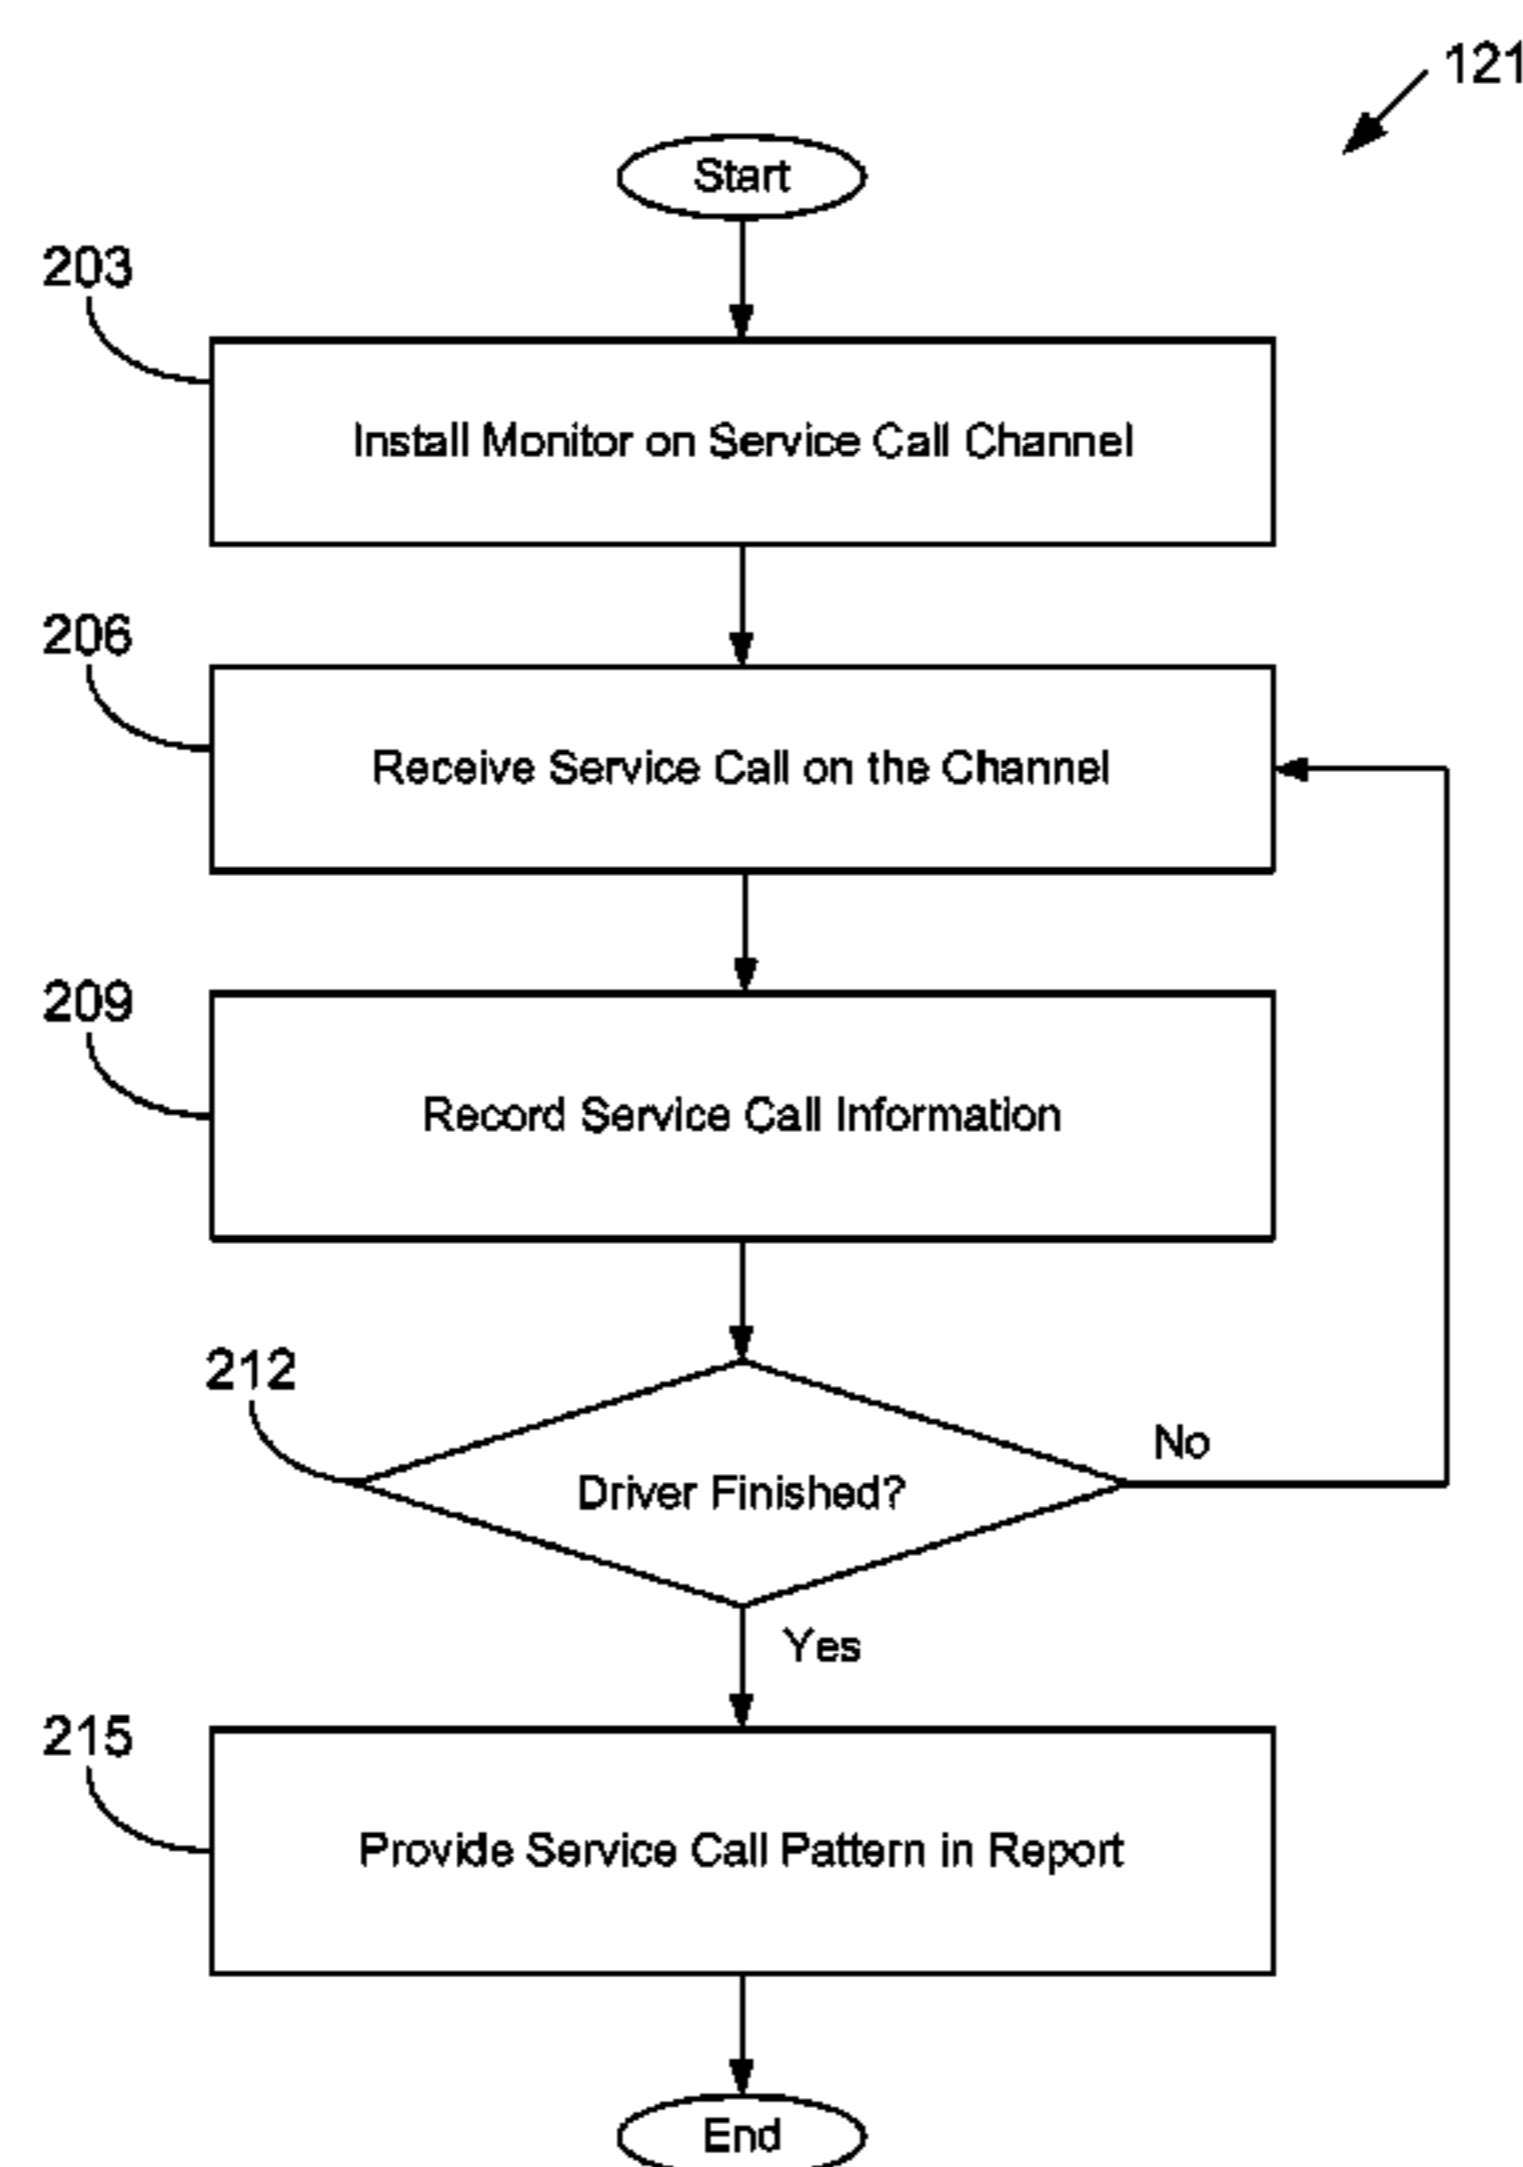 121
Start
203
Install Monitor on Service Call Channel
206
Receive Service Call on the Channel
209
Record Service Call Information
212
Driver Finished?
No
Yes
215
Provide Service Call Pattern in Report
End